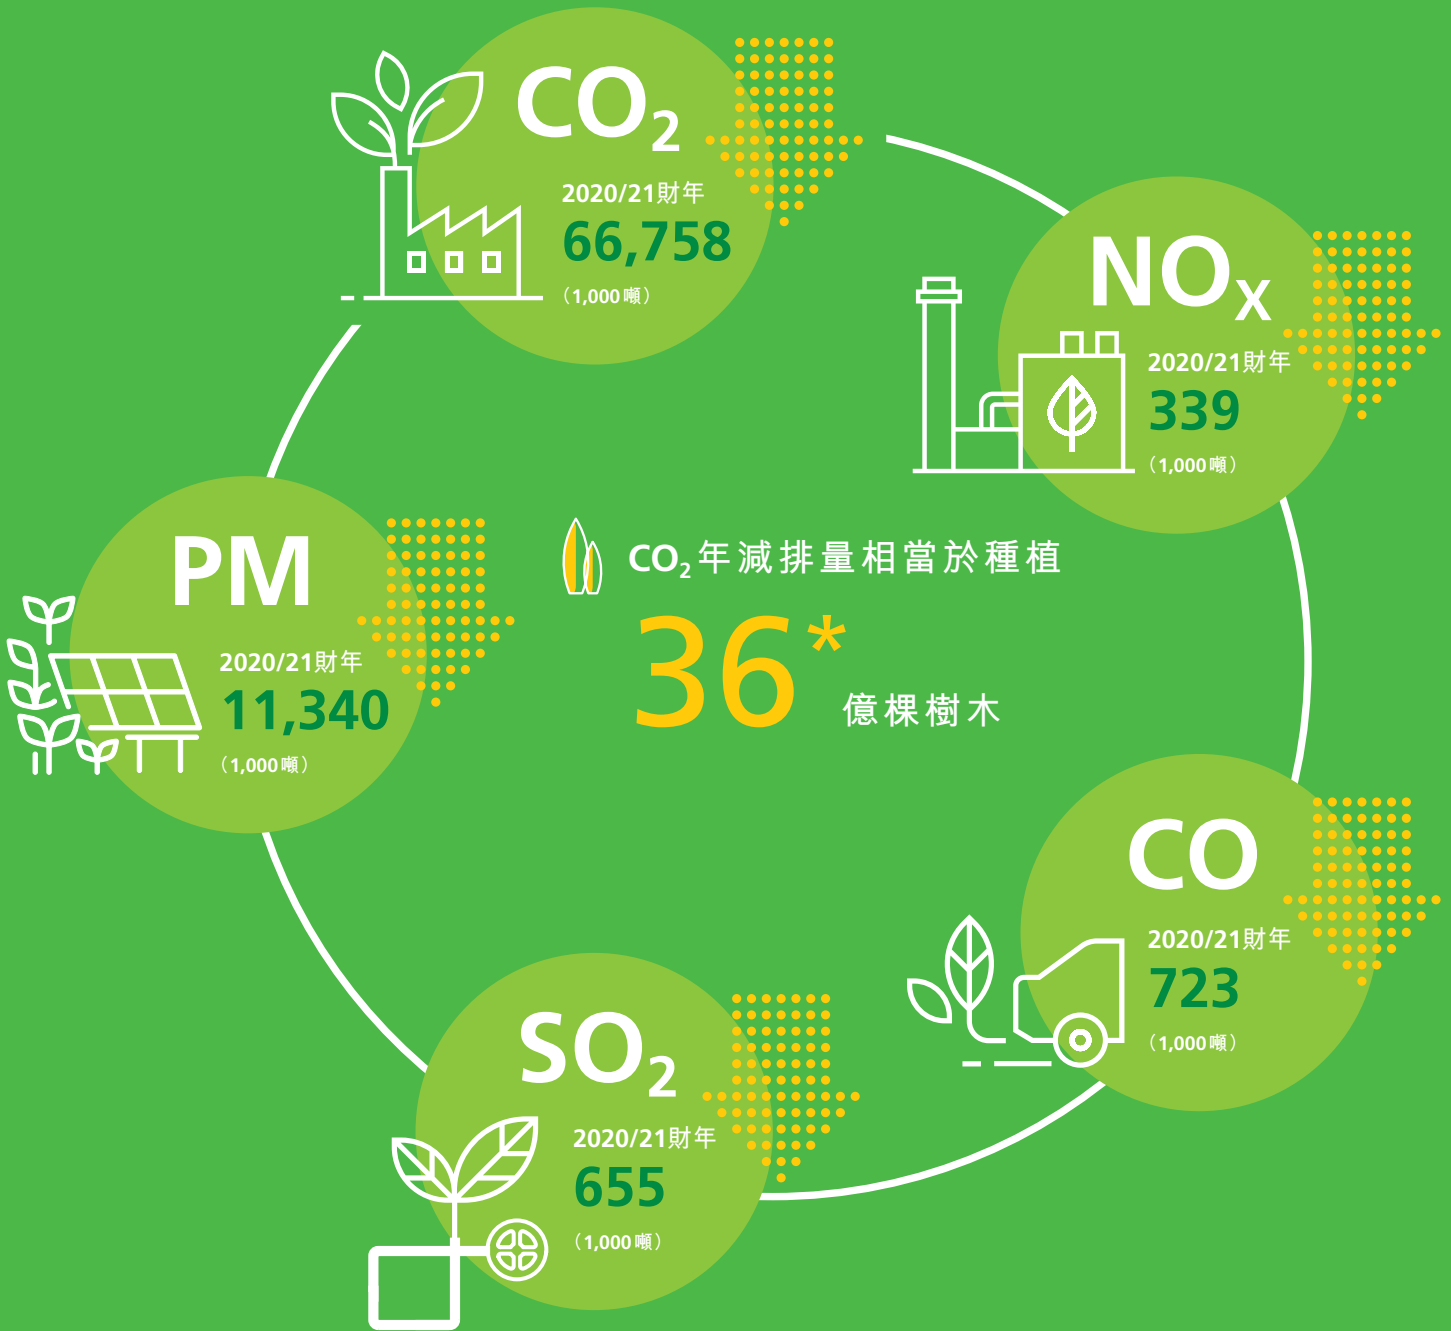 CO₂
2020/21財年
66,758
(1,000噸)
NOX
2020/21財年
339
(1,000噸)
PM
2020/21財年
11,340
(1,000噸)
CO₂年減排量相當於種植
36*
億棵樹木
CO
2020/21財年
723
(1,000噸)
SO₂
2020/21財年
655
(1,000噸)